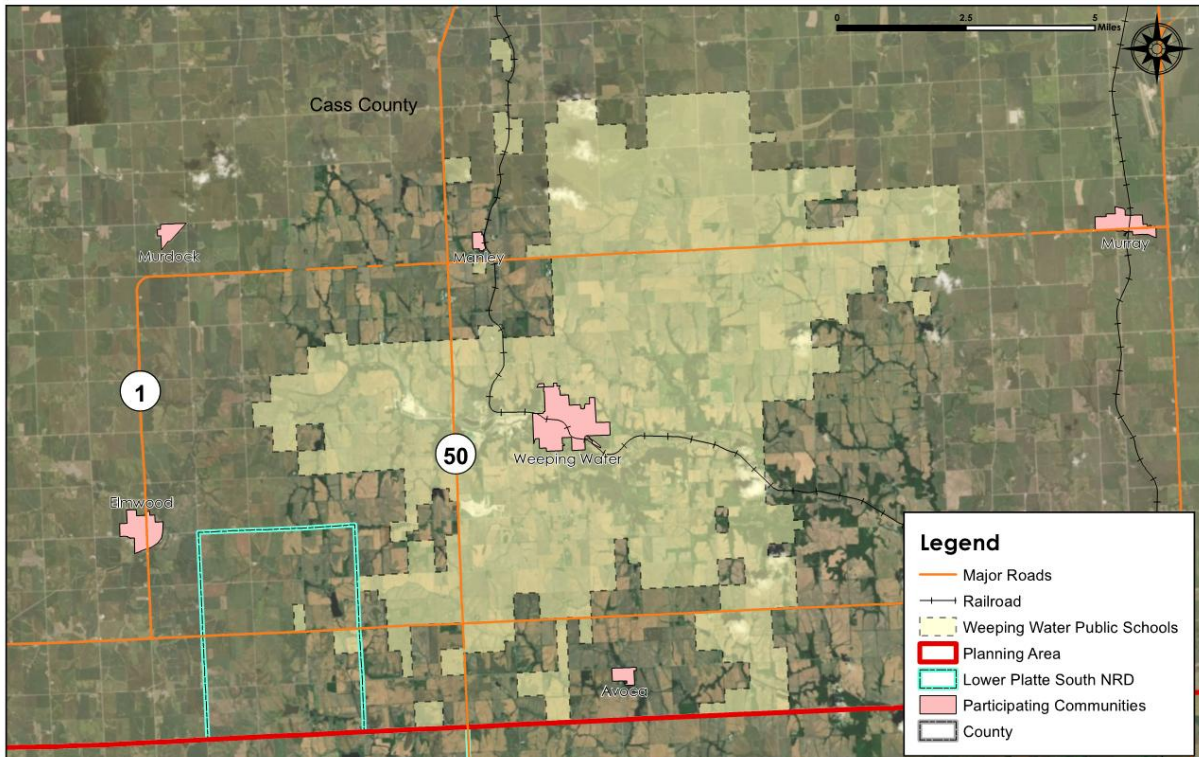 0 2.5 5
Miles
Cass County
Murdock
Manley
Murray
1
50
Weeping Water
Elmwood
Avoca
Legend
Major Roads
Railroad
Weeping Water Public Schools
Planning Area
Lower Platte South NRD
Participating Communities
County